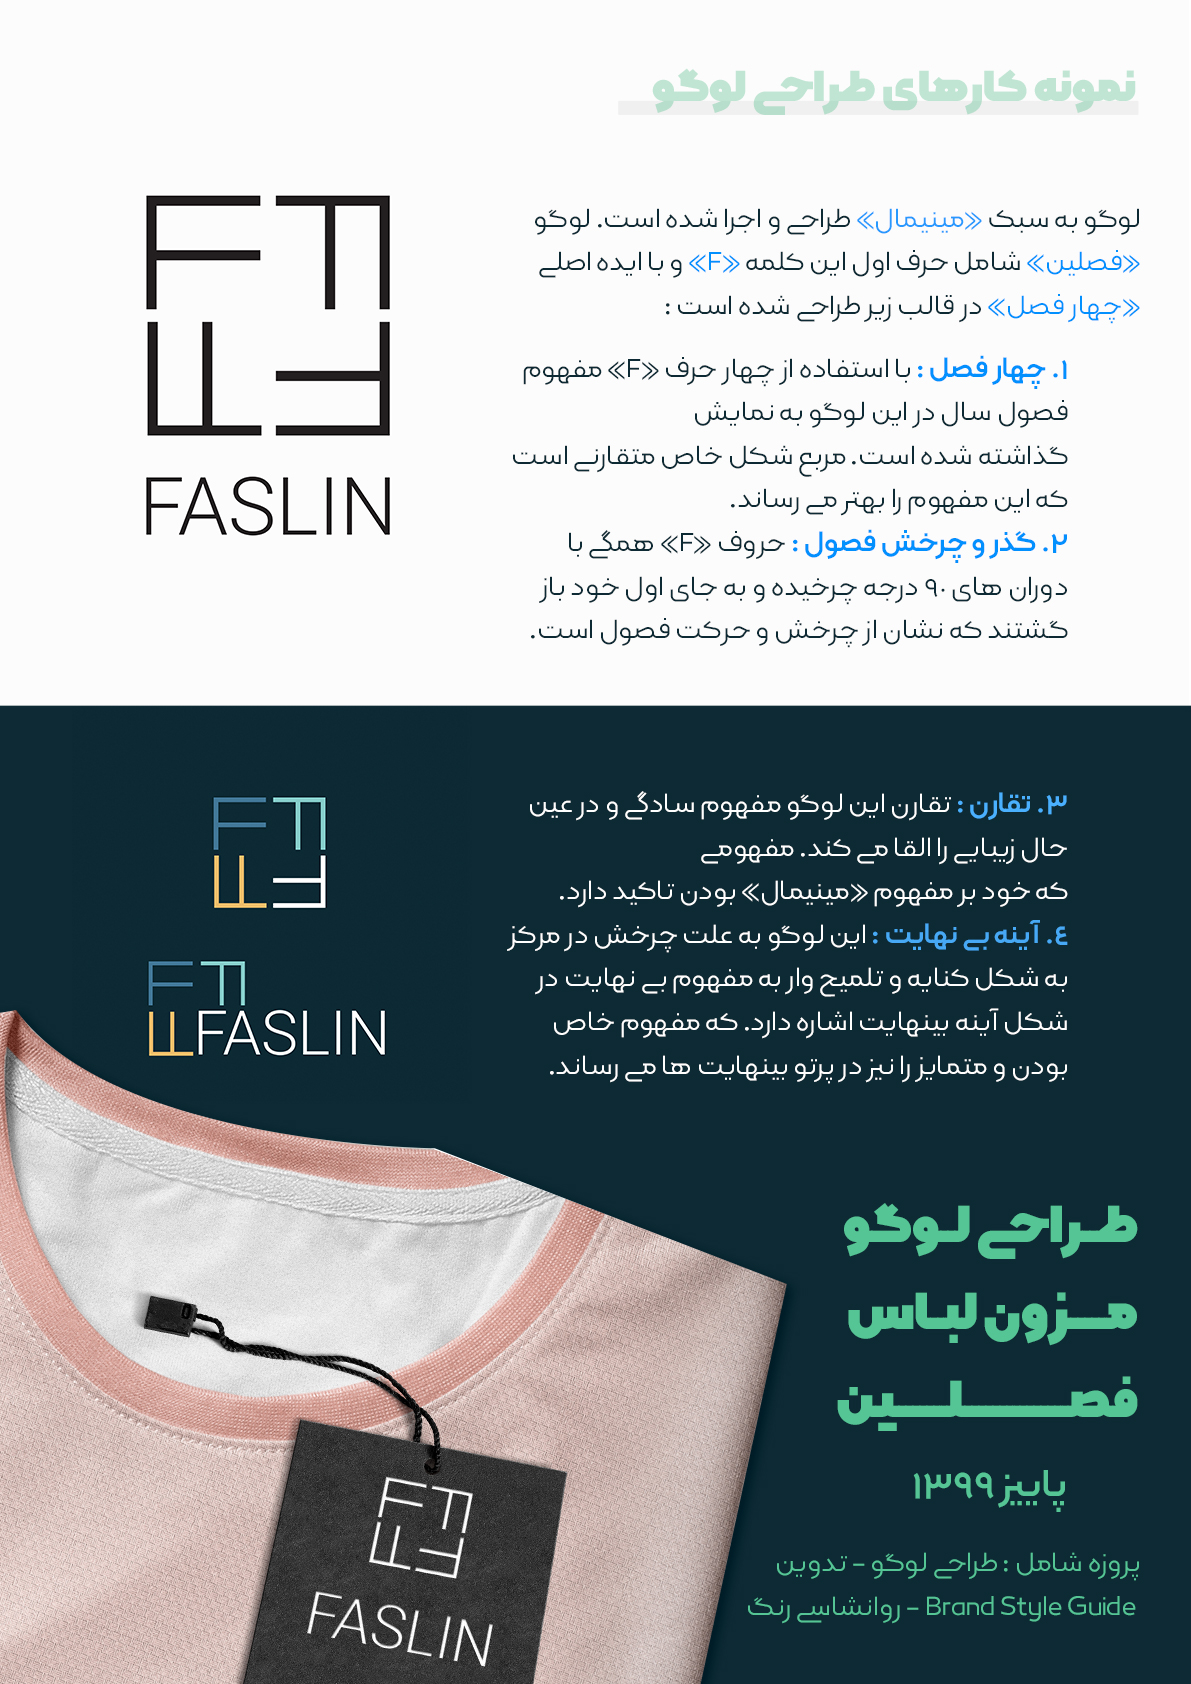 نمونه کارهای طراحی لوگو
لوگو به سبک «مینیمال» طراحی و اجرا شده است. لوگو
«فصلین» شامل حرف اول این کلمه «F» و با ایده اصلی
«چهار فصل» در قالب زیر طراحی شده است :
۱. چهار فصل : با استفاده از چهار حرف «F» مفهوم
فصول سال در این لوگو به نمایش
گذاشته شده است. مربع شکل خاص متقارنی است
که این مفهوم را بهتر می رساند.
۲. گذر و چرخش فصول : حروف «F» همگی با
دوران های ۹۰ درجه چرخیده و به جای اول خود باز
گشتند که نشان از چرخش و حرکت فصول است.
FASLIN
۳. تقارن : تقارن این لوگو مفهوم سادگی و در عین
حال زیبایی را القا می کند. مفهومی
که خود بر مفهوم «مینیمال» بودن تاکید دارد.
٤. آینه بی نهایت : این لوگو به علت چرخش در مرکز
به شکل کنایه و تلمیح وار به مفهوم بی نهایت در
شکل آینه بینهایت اشاره دارد. که مفهوم خاص
بودن و متمایز را نیز در پرتو بینهایت ها می رساند.
FASLIN
طـراحی لـوگو
مــزون لبـاس
فصــــلــــین
پاییز ۱۳۹۹
پروزه شامل : طراحی لوگو - تدوین
Brand Style Guide - روانشاسی رنگ
FASLIN